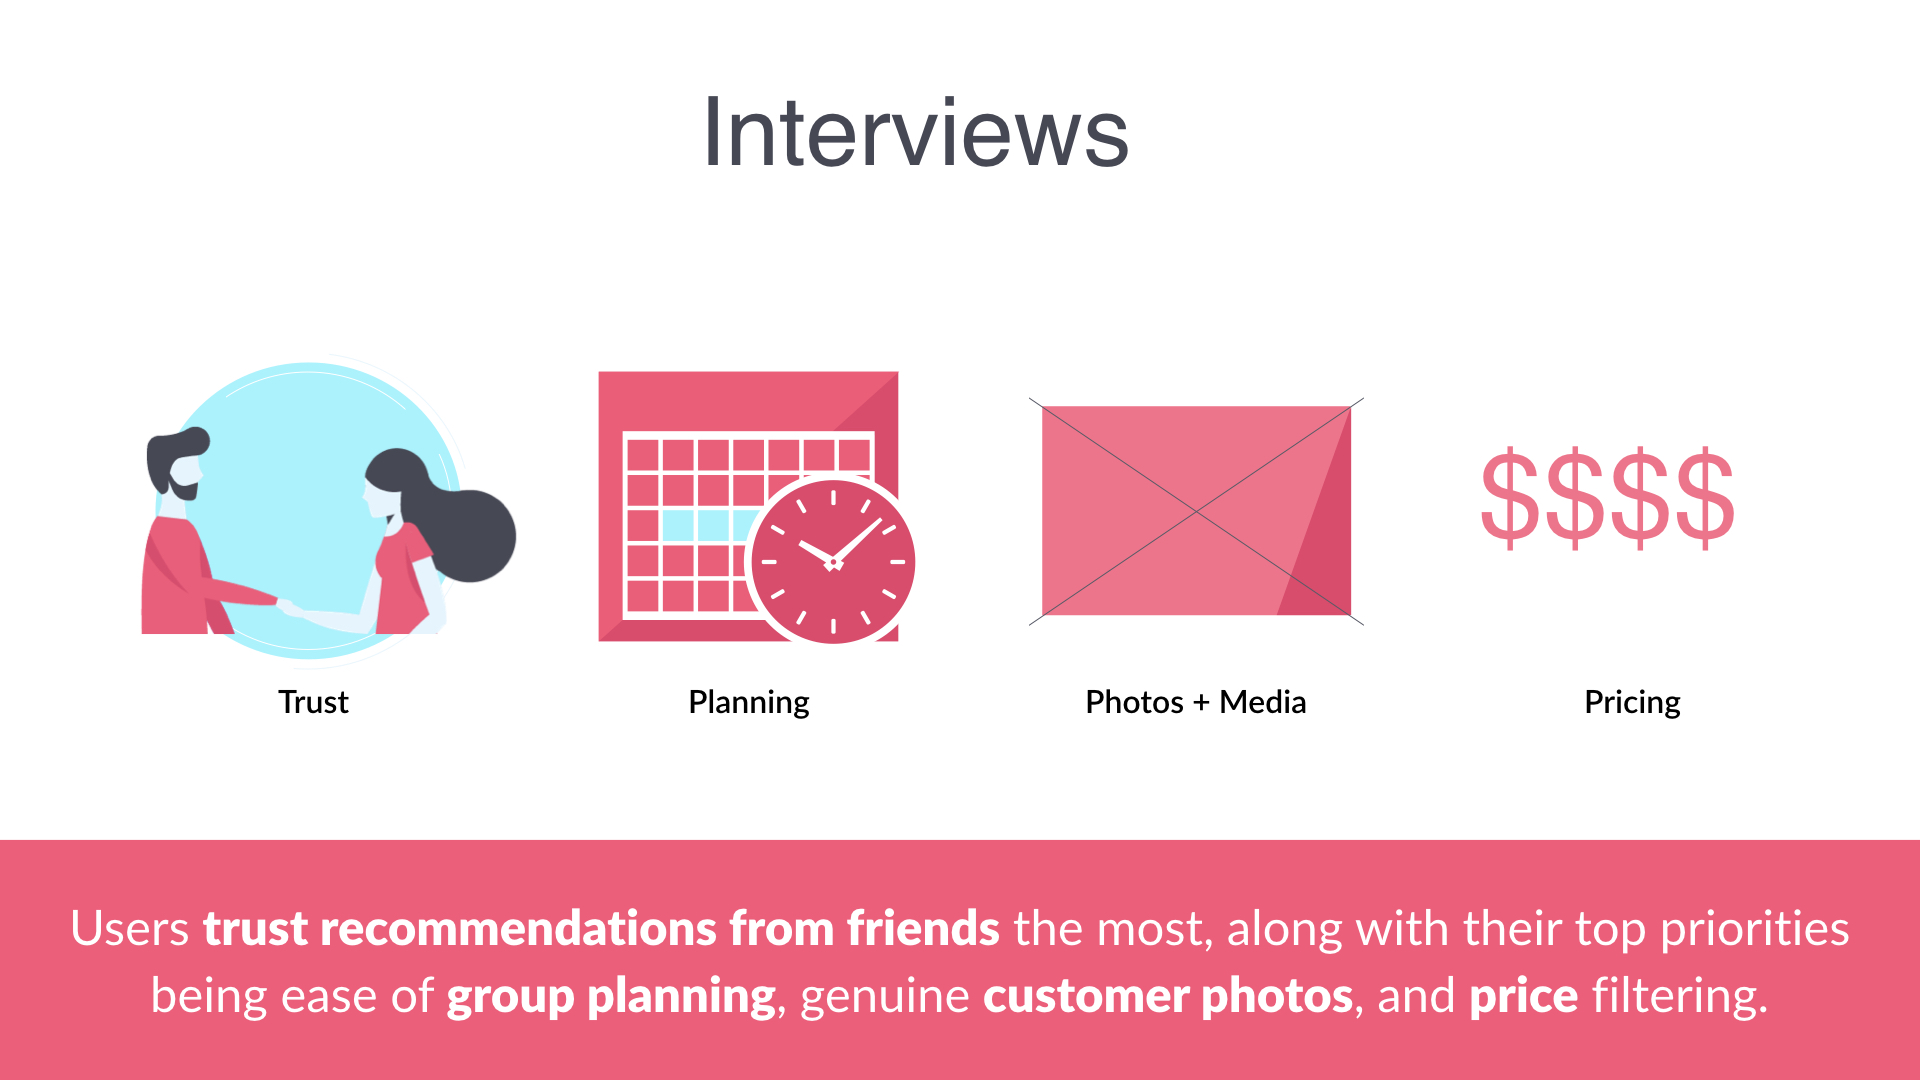 Interviews
$$$$
Trust
Planning
Photos + Media
Pricing
Users trust recommendations from friends the most, along with their top priorities
being ease of group planning, genuine customer photos, and price filtering.